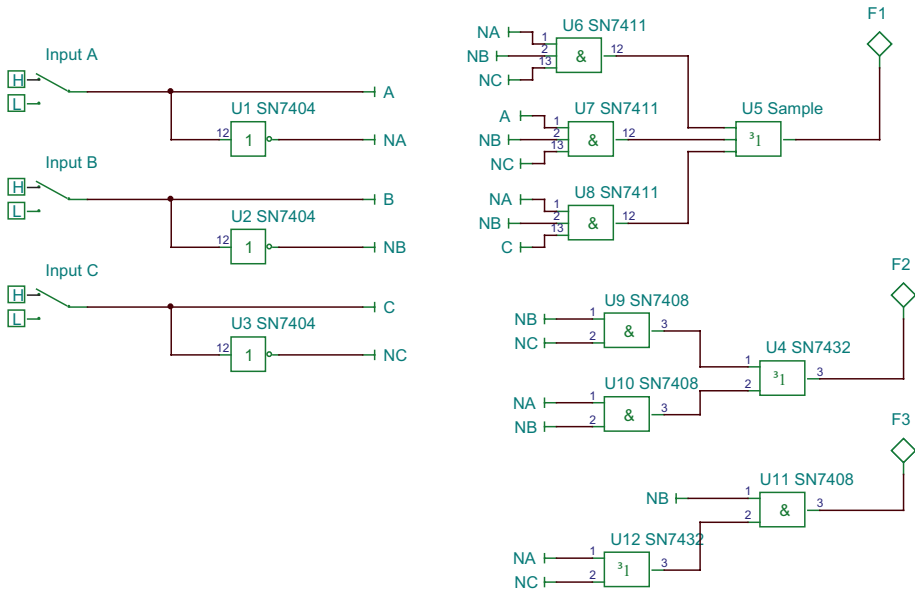 Input A
H
L
A
U1 SN7404
12
1
NA
Input B
H
L
B
U2 SN7404
12
1
NB
Input C
H
L
C
U3 SN7404
12
1
NC
U6 SN7411
NA
1
NB
2
NC
13
&
12
U7 SN7411
A
1
NB
2
NC
13
&
12
U8 SN7411
NA
1
NB
2
C
13
&
12
U5 Sample
³1
F1
U9 SN7408
NB
1
NC
2
&
3
U10 SN7408
NA
1
NB
2
&
3
U4 SN7432
1
2
³1
3
F2
U11 SN7408
NB
1
2
&
3
F3
U12 SN7432
NA
1
NC
2
³1
3